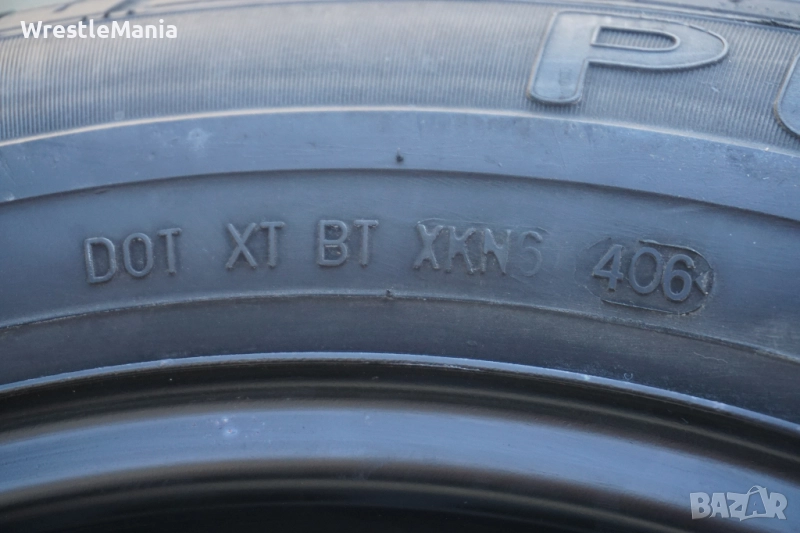 WrestleMania
P
DOT XT BT XKN6 406
BAZAR